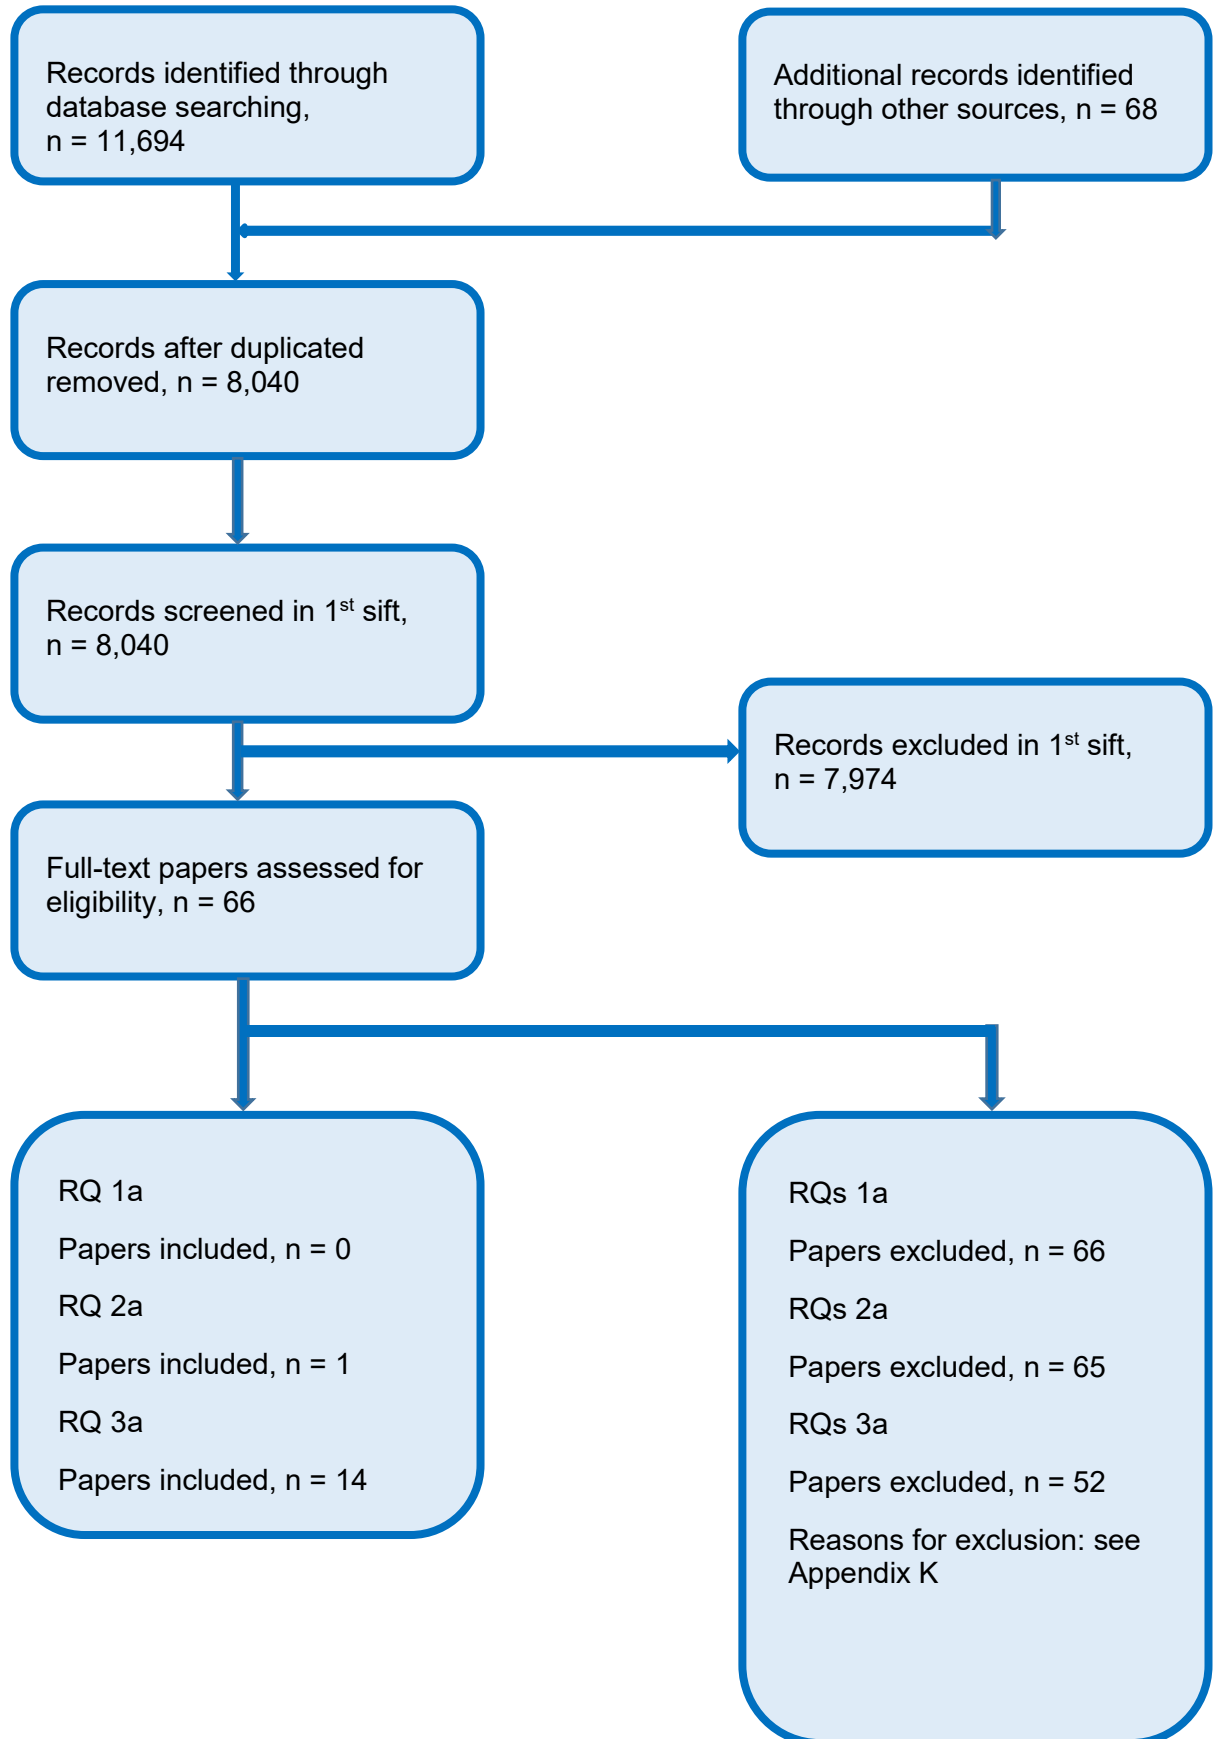 Records identified through
database searching,
n = 11,694
Additional records identified
through other sources, n = 68
Records after duplicated
removed, n = 8,040
Records screened in 1st sift,
n = 8,040
Records excluded in 1st sift,
n = 7,974
Full-text papers assessed for
eligibility, n = 66
RQ 1a
Papers included, n = 0
RQ 2a
Papers included, n = 1
RQ 3a
Papers included, n = 14
RQs 1a
Papers excluded, n = 66
RQs 2a
Papers excluded, n = 65
RQs 3a
Papers excluded, n = 52
Reasons for exclusion: see
Appendix K